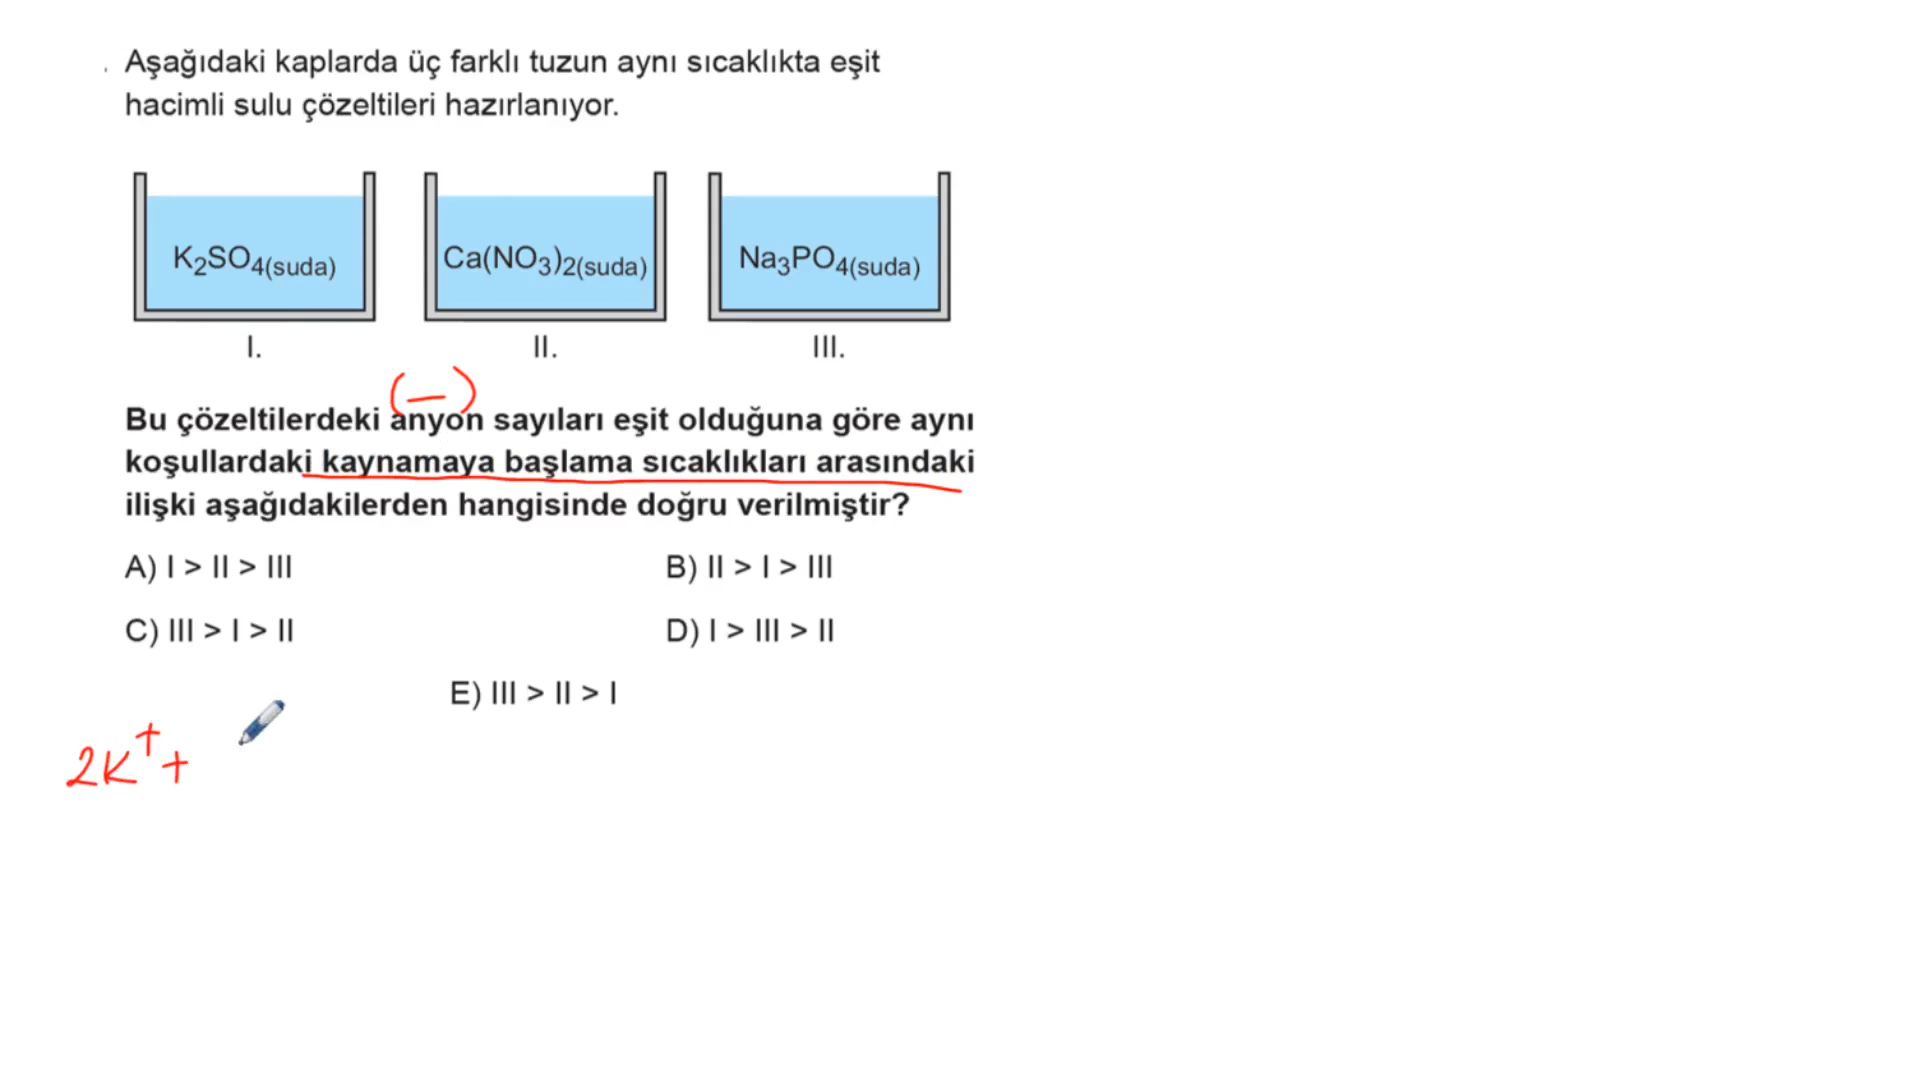 Aşağıdaki kaplarda üç farklı tuzun aynı sıcaklıkta eşit
hacimli sulu çözeltileri hazırlanıyor.
K₂SO₄(suda)
Ca(NO₃)₂(suda)
Na₃PO₄(suda)
I.
II.
III.
(−)
Bu çözeltilerdeki anyon sayıları eşit olduğuna göre aynı
koşullardaki kaynamaya başlama sıcaklıkları arasındaki
ilişki aşağıdakilerden hangisinde doğru verilmiştir?
A) I > II > III
B) II > I > III
C) III > I > II
D) I > III > II
E) III > II > I
2K⁺ +